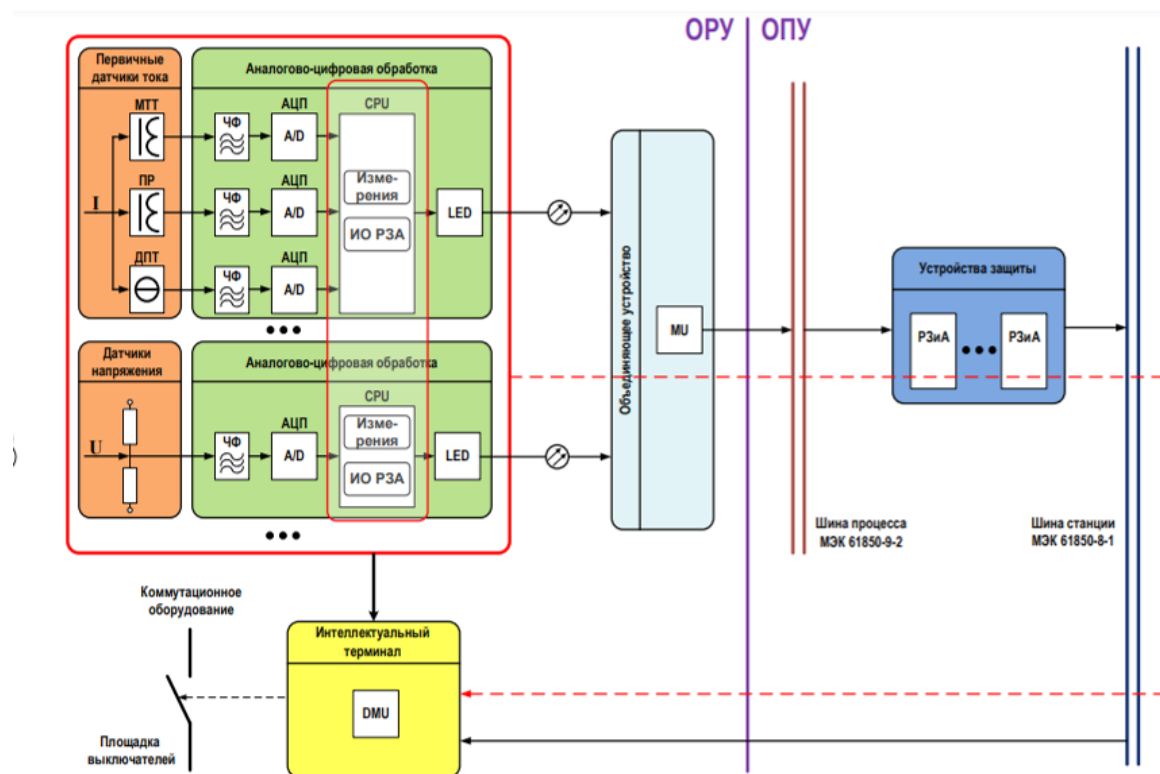 ОРУ
ОПУ
Первичные
датчики тока
МТТ
ПР
I
ДПТ
Аналогово-цифровая обработка
ЧФ
АЦП
A/D
CPU
ЧФ
АЦП
A/D
Изме-
рения
ИО РЗА
LED
ЧФ
АЦП
A/D
Датчики
напряжения
U
Аналогово-цифровая обработка
ЧФ
АЦП
A/D
CPU
Изме-
рения
ИО РЗА
LED
Объединяющее устройство
MU
Устройства защиты
РЗиА
РЗиА
Шина процесса
МЭК 61850-9-2
Шина станции
МЭК 61850-8-1
Коммутационное
оборудование
Площадка
выключателей
Интеллектуальный
терминал
DMU